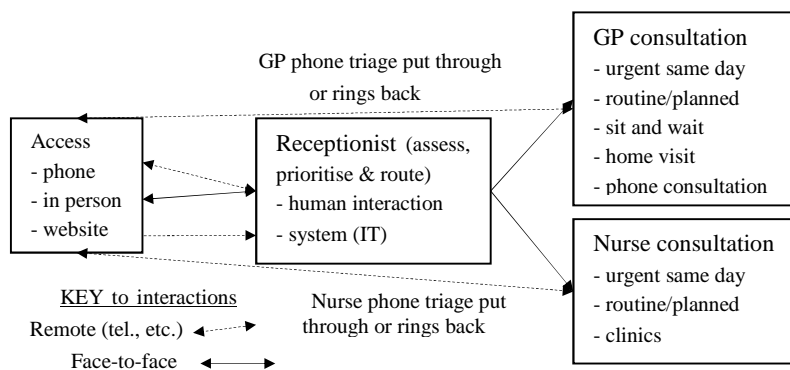 GP phone triage put through
or rings back
Access
- phone
- in person
- website
Receptionist (assess,
prioritise & route)
- human interaction
- system (IT)
GP consultation
- urgent same day
- routine/planned
- sit and wait
- home visit
- phone consultation
Nurse consultation
- urgent same day
- routine/planned
- clinics
Nurse phone triage put
through or rings back
KEY to interactions
Remote (tel., etc.)
Face-to-face